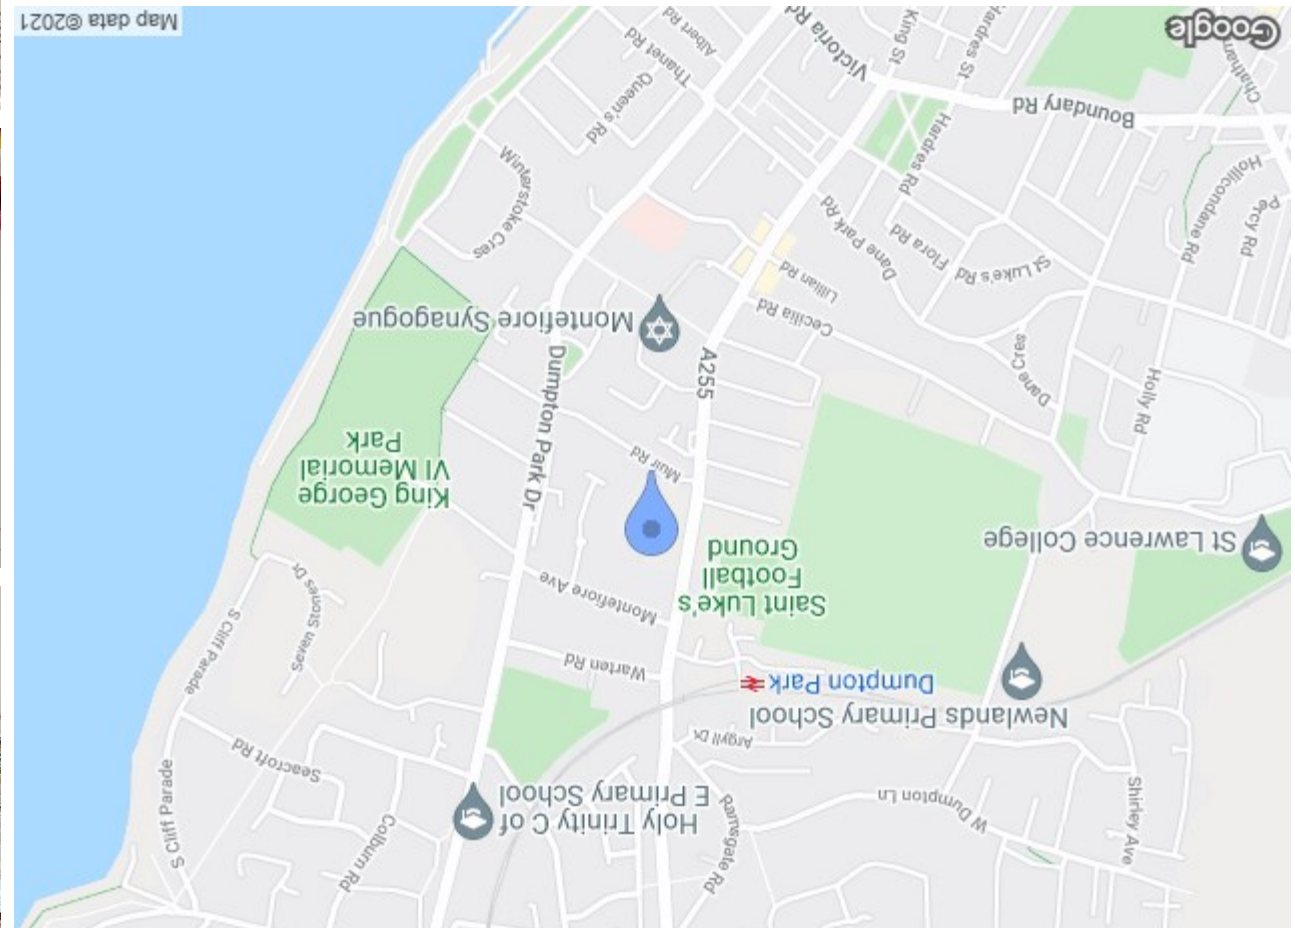 S Cliff Parade
Colburn Rd
Holy Trinity C of
E Primary School
Ramsgate Rd
W Dumpton Ln
Shirley Ave
Seacroft Rd
Argyll Dr
Newlands Primary School
Dumpton Park
Warten Rd
S Cliff Parade
Seven Stones Dr
Montefiore Ave
Saint Luke's
Football
Ground
St Lawrence College
King George
VI Memorial
Park
Muir Rd
Dumpton Park Dr
A255
Dane Cres
Holly Rd
Montefiore Synagogue
Cecilia Rd
Lillian Rd
St Luke's Rd
Flora Rd
Dane Park Rd
Winterstoke Cres
Hollicondane Rd
Percy Rd
Queen's Rd
Hardres Rd
Boundary Rd
Thanet Rd
Albert Rd
Victoria Rd
King St
Hardres St
Chatham
Google
Map data ©2021